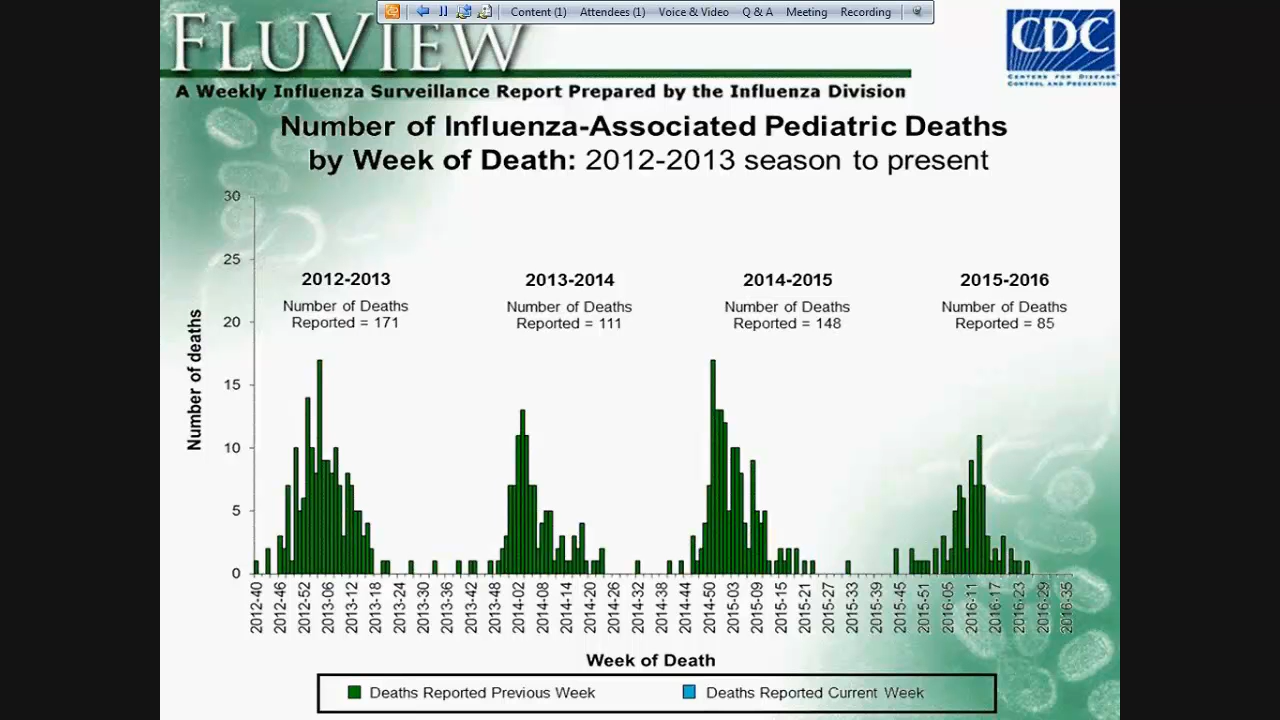 Content (1) Attendees (1) Voice & Video Q & A Meeting Recording
FLUVIEW
CDC
CENTERS FOR DISEASE
CONTROL AND PREVENTION
A Weekly Influenza Surveillance Report Prepared by the Influenza Division
Number of Influenza-Associated Pediatric Deaths
by Week of Death: 2012-2013 season to present
30
25
20
15
10
5
0
Number of deaths
2012-2013
Number of Deaths
Reported = 171
2013-2014
Number of Deaths
Reported = 111
2014-2015
Number of Deaths
Reported = 148
2015-2016
Number of Deaths
Reported = 85
2012-40 2012-46 2012-52 2013-06 2013-12 2013-18 2013-24 2013-30 2013-36 2013-42 2013-48 2014-02 2014-08 2014-14 2014-20 2014-26 2014-32 2014-38 2014-44 2014-50 2015-03 2015-09 2015-15 2015-21 2015-27 2015-33 2015-39 2015-45 2015-51 2016-05 2016-11 2016-17 2016-23 2016-29 2016-35
Week of Death
Deaths Reported Previous Week Deaths Reported Current Week